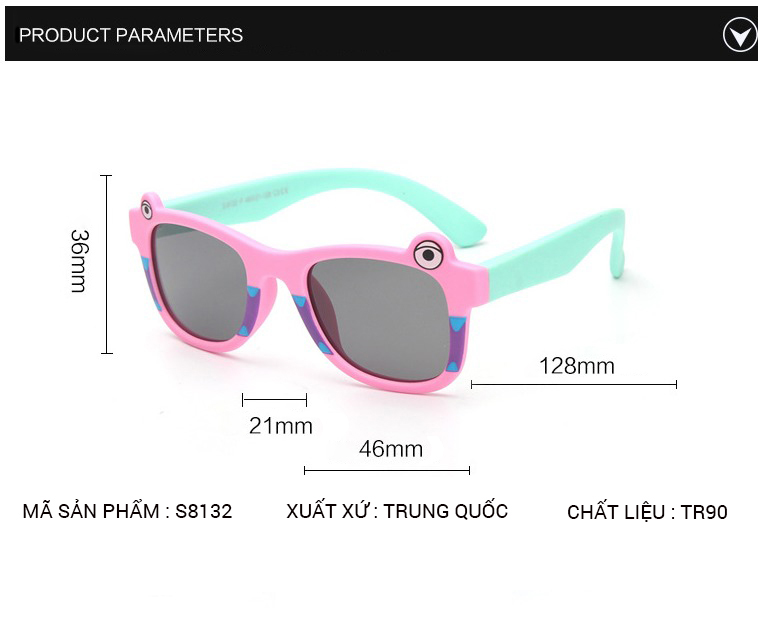 PRODUCT PARAMETERS
36mm
128mm
21mm
46mm
MÃ SẢN PHẨM : S8132
XUẤT XỨ : TRUNG QUỐC
CHẤT LIỆU : TR90